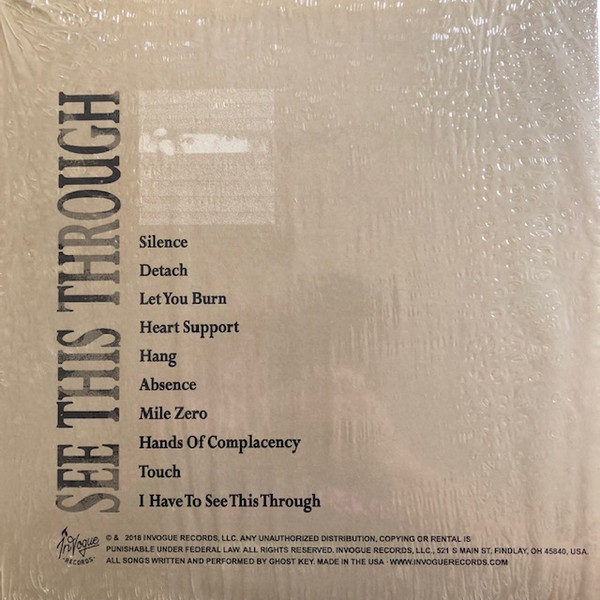 SEE THIS THROUGH
Silence
Detach
Let You Burn
Heart Support
Hang
Absence
Mile Zero
Hands Of Complacency
Touch
I Have To See This Through
InVogue
RECORDS
© & 2018 INVOGUE RECORDS, LLC. ANY UNAUTHORIZED DISTRIBUTION, COPYING OR RENTAL IS
PUNISHABLE UNDER FEDERAL LAW. ALL RIGHTS RESERVED. INVOGUE RECORDS, LLC., 521 S MAIN ST, FINDLAY, OH 45840, USA.
ALL SONGS WRITTEN AND PERFORMED BY GHOST KEY. MADE IN THE USA · WWW.INVOGUERECORDS.COM